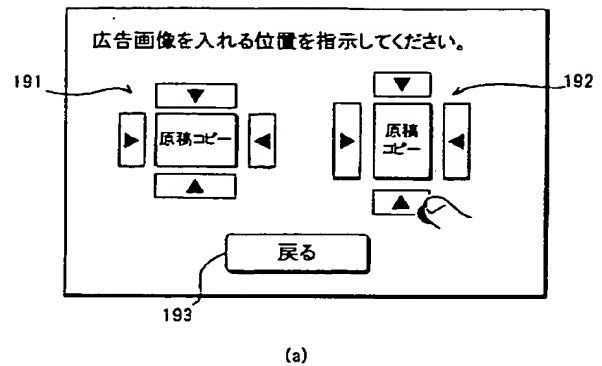 広告画像を入れる位置を指示してください。
191
192
▼
▼
▶ 原稿コピー ◀
▶ 原稿
コピー ◀
▲
▲
戻る
193
(a)